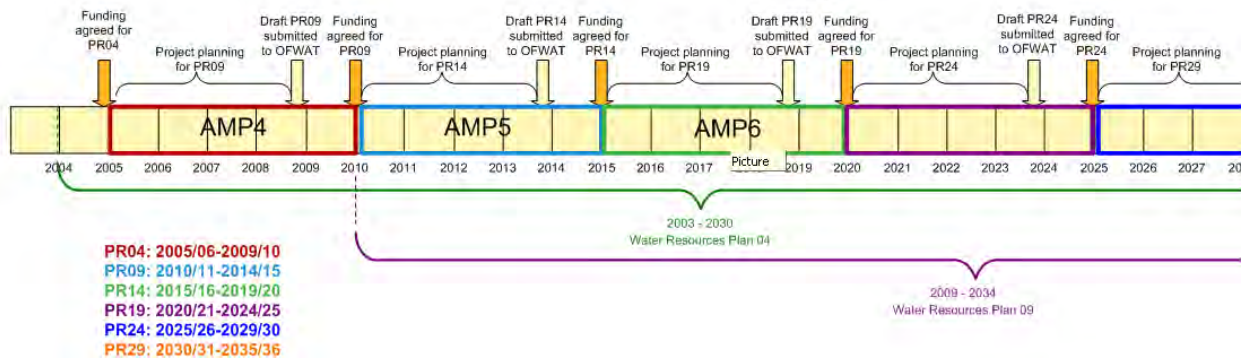 Funding
agreed for
PR04
Project planning
for PR09
Draft PR09
submitted
to OFWAT
Funding
agreed for
PR09
Project planning
for PR14
Draft PR14
submitted
to OFWAT
Funding
agreed for
PR14
Project planning
for PR19
Draft PR19
submitted
to OFWAT
Funding
agreed for
PR19
Project planning
for PR24
Draft PR24
submitted
to OFWAT
Funding
agreed for
PR24
Project planning
for PR29
AMP4 AMP5 AMP6
Picture
2004 2005 2006 2007 2008 2009 2010 2011 2012 2013 2014 2015 2016 2017 2019 2020 2021 2022 2023 2024 2025 2026 2027
2003 - 2030
Water Resources Plan 04
PR04: 2005/06-2009/10
PR09: 2010/11-2014/15
PR14: 2015/16-2019/20
PR19: 2020/21-2024/25
PR24: 2025/26-2029/30
PR29: 2030/31-2035/36
2009 - 2034
Water Resources Plan 09